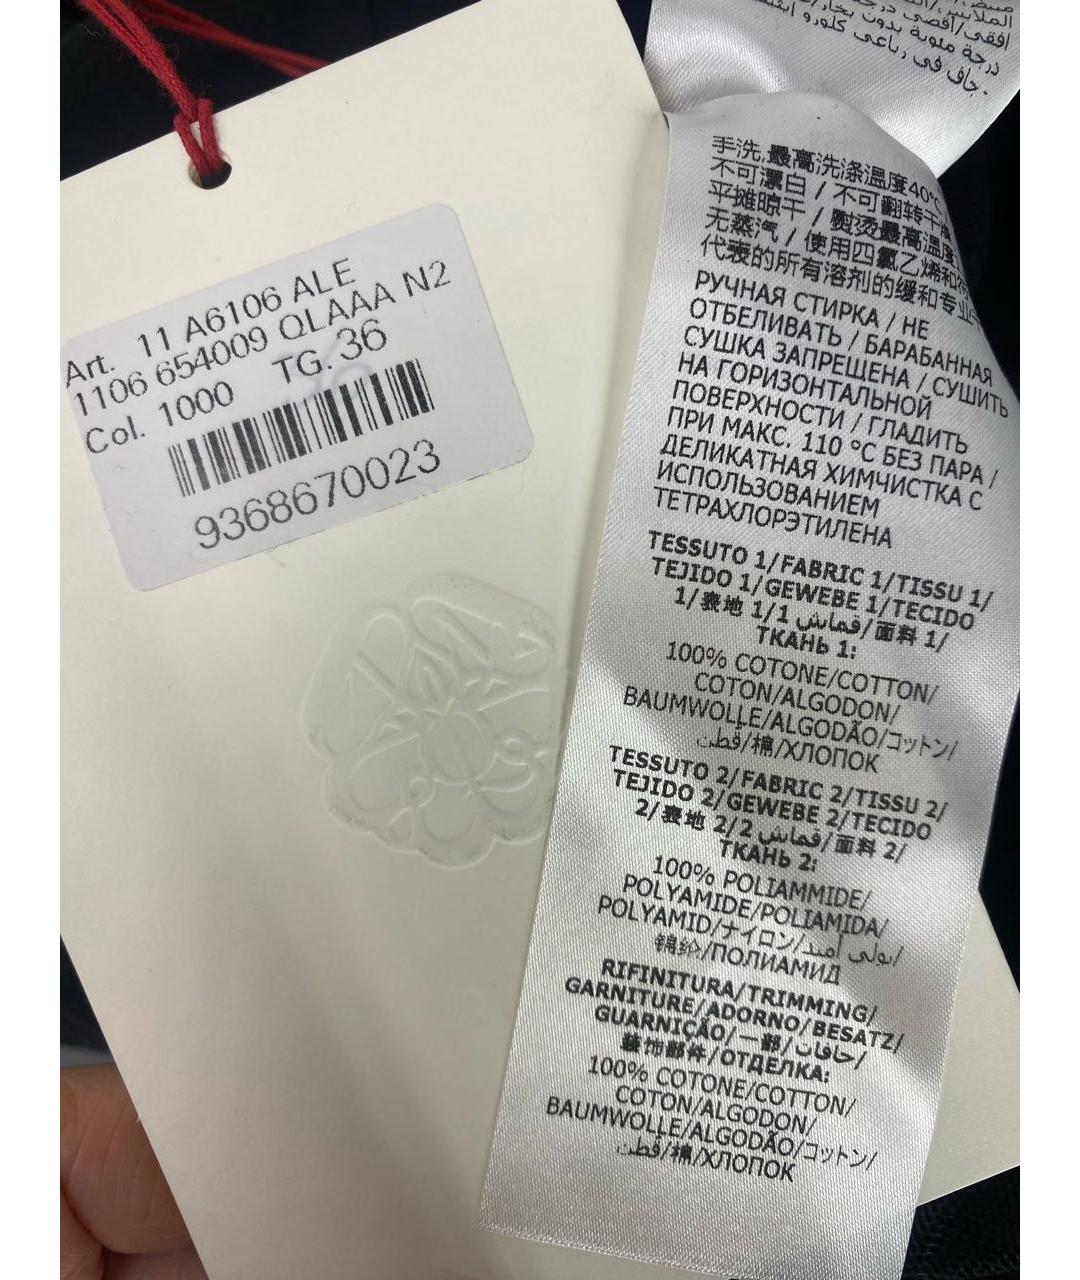 Art. 11 A6106 ALE
1106 654009 QLAAA N2
Col. 1000 TG. 36
9368670023
درجة مئوية بدون بخار
جاف في رباعي كلورو
手洗,最高洗涤温度40°C
不可漂白 / 不可翻转干燥
平摊晾干 / 熨烫最高温度
无蒸汽 / 使用四氯乙烯和
代表的所有溶剂的缓和专业
РУЧНАЯ СТИРКА / НЕ
ОТБЕЛИВАТЬ / БАРАБАННАЯ
СУШКА ЗАПРЕЩЕНА / СУШИТЬ
НА ГОРИЗОНТАЛЬНОЙ
ПОВЕРХНОСТИ / ГЛАДИТЬ
ПРИ МАКС. 110 °C БЕЗ ПАРА /
ДЕЛИКАТНАЯ ХИМЧИСТКА С
ИСПОЛЬЗОВАНИЕМ
ТЕТРАХЛОРЭТИЛЕНА
TESSUTO 1/FABRIC 1/TISSU 1/
TEJIDO 1/GEWEBE 1/TECIDO
1/表地 1/1 قماش/面料 1/
ТКАНЬ 1:
100% COTONE/COTTON/
COTON/ALGODON/
BAUMWOLLE/ALGODÃO/コットン/
قطن/棉/ХЛОПОК
TESSUTO 2/FABRIC 2/TISSU 2/
TEJIDO 2/GEWEBE 2/TECIDO
2/表地 2/2 قماش/面料 2/
ТКАНЬ 2:
100% POLIAMMIDE/
POLYAMIDE/POLIAMIDA/
POLYAMID/ナイロン/بولي أميد/
锦纶/ПОЛИАМИД
RIFINITURA/TRIMMING/
GARNITURE/ADORNO/BESATZ/
GUARNIÇÃO/一部/حافات/
装饰部件/ОТДЕЛКА:
100% COTONE/COTTON/
COTON/ALGODON/
BAUMWOLLE/ALGODÃO/コットン/
قطن/棉/ХЛОПОК